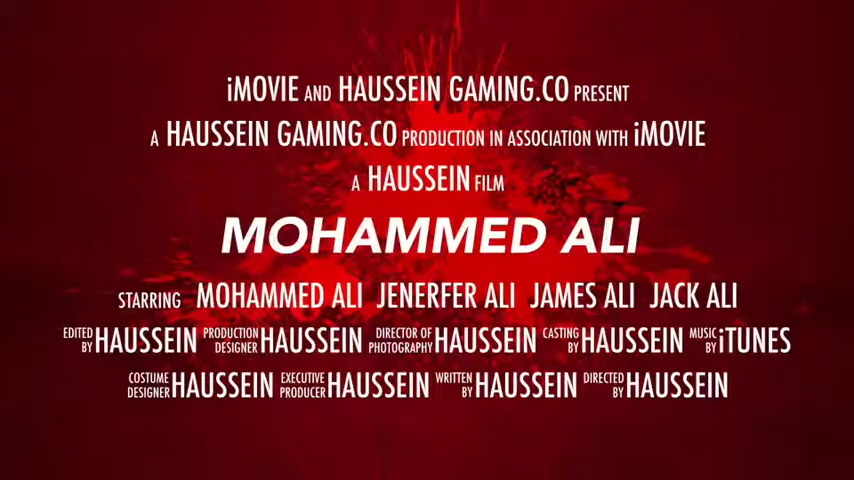 iMOVIE AND HAUSSEIN GAMING.CO PRESENT
A HAUSSEIN GAMING.CO PRODUCTION IN ASSOCIATION WITH iMOVIE
A HAUSSEIN FILM
MOHAMMED ALI
STARRING MOHAMMED ALI JENERFER ALI JAMES ALI JACK ALI
EDITED BY HAUSSEIN PRODUCTION DESIGNER HAUSSEIN DIRECTOR OF PHOTOGRAPHY HAUSSEIN CASTING BY HAUSSEIN MUSIC BY iTUNES
COSTUME DESIGNER HAUSSEIN EXECUTIVE PRODUCER HAUSSEIN WRITTEN BY HAUSSEIN DIRECTED BY HAUSSEIN